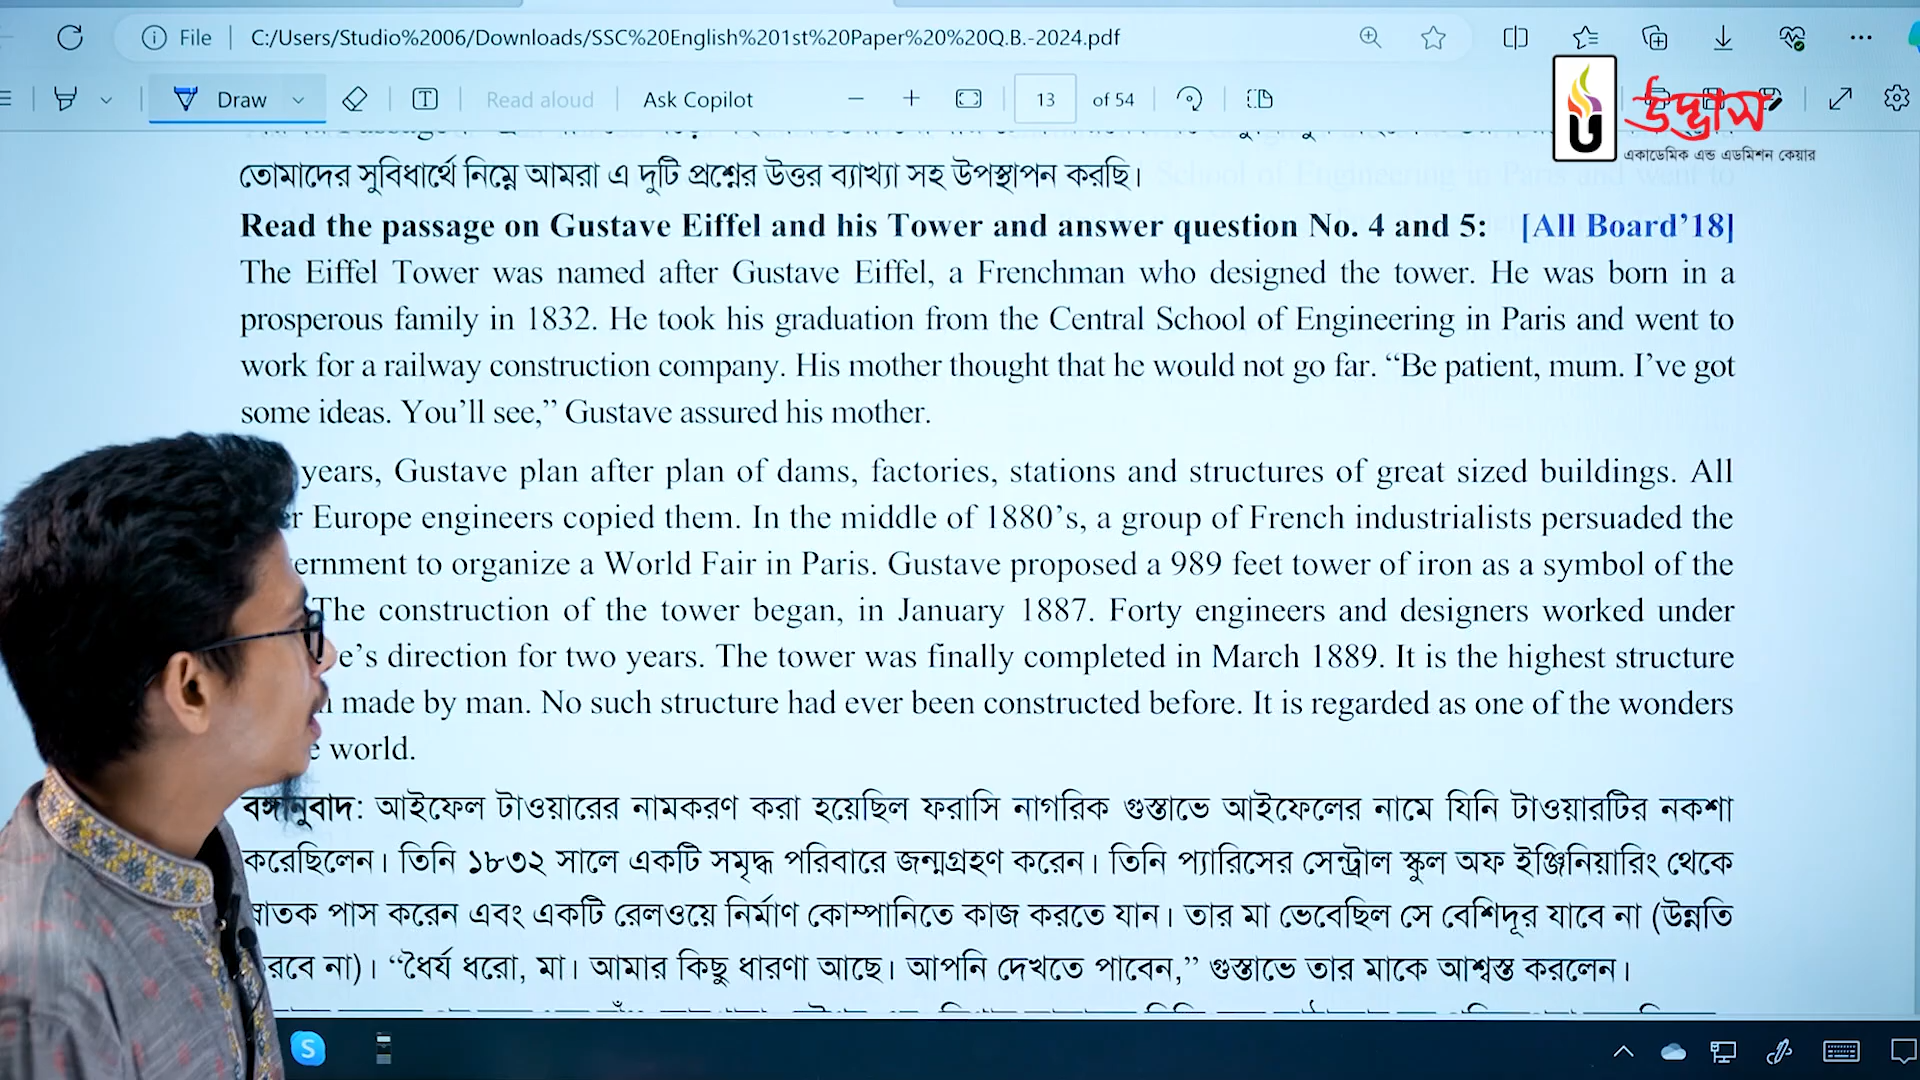 File
C:/Users/Studio%2006/Downloads/SSC%20English%201st%20Paper%20%20Q.B.-2024.pdf
Draw
Read aloud
Ask Copilot
13
of 54
উদ্ভাস
একাডেমিক এন্ড এডমিশন কেয়ার
তোমাদের সুবিধার্থে নিম্নে আমরা এ দুটি প্রশ্নের উত্তর ব্যাখ্যা সহ উপস্থাপন করছি।
Read the passage on Gustave Eiffel and his Tower and answer question No. 4 and 5: [All Board’18]
The Eiffel Tower was named after Gustave Eiffel, a Frenchman who designed the tower. He was born in a
prosperous family in 1832. He took his graduation from the Central School of Engineering in Paris and went to
work for a railway construction company. His mother thought that he would not go far. “Be patient, mum. I’ve got
some ideas. You’ll see,” Gustave assured his mother.
years, Gustave plan after plan of dams, factories, stations and structures of great sized buildings. All
Europe engineers copied them. In the middle of 1880’s, a group of French industrialists persuaded the
to organize a World Fair in Paris. Gustave proposed a 989 feet tower of iron as a symbol of the
The construction of the tower began, in January 1887. Forty engineers and designers worked under
direction for two years. The tower was finally completed in March 1889. It is the highest structure
made by man. No such structure had ever been constructed before. It is regarded as one of the wonders
world.
বঙ্গানুবাদ: আইফেল টাওয়ারের নামকরণ করা হয়েছিল ফরাসি নাগরিক গুস্তাভে আইফেলের নামে যিনি টাওয়ারটির নকশা
করেছিলেন। তিনি ১৮৩২ সালে একটি সমৃদ্ধ পরিবারে জন্মগ্রহণ করেন। তিনি প্যারিসের সেন্ট্রাল স্কুল অফ ইঞ্জিনিয়ারিং থেকে
পাস করেন এবং একটি রেলওয়ে নির্মাণ কোম্পানিতে কাজ করতে যান। তার মা ভেবেছিল সে বেশিদূর যাবে না (উন্নতি
না)। “ধৈর্য ধরো, মা। আমার কিছু ধারণা আছে। আপনি দেখতে পাবেন,” গুস্তাভে তার মাকে আশ্বস্ত করলেন।